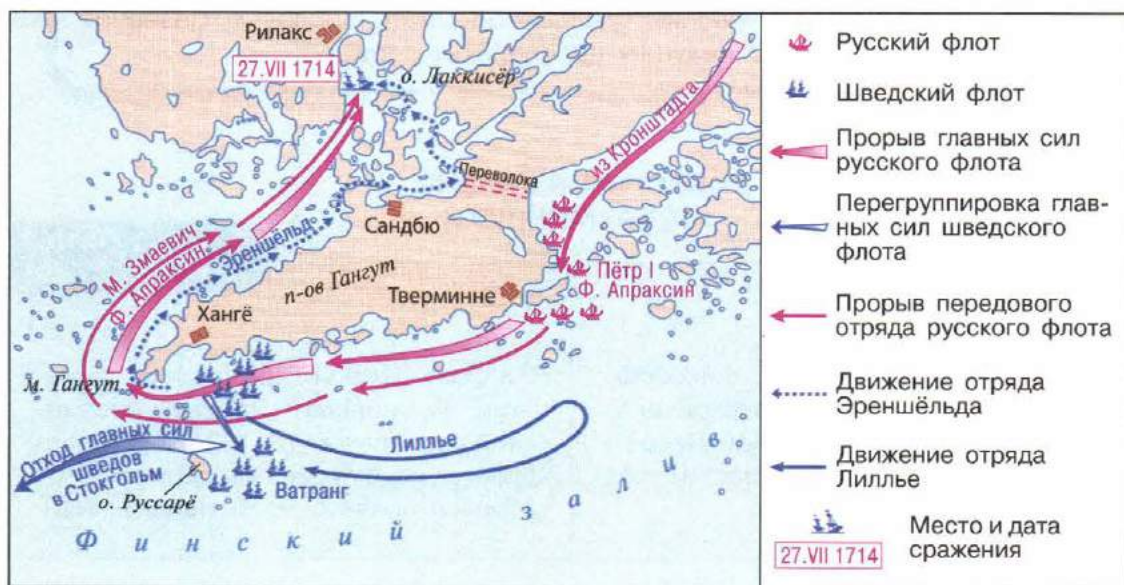 Рилакс
27.VII 1714
о. Лаккисёр
из Кронштадта
Переволока
Сандбю
М. Змаевич
Ф. Апраксин
Эреншёльд
п-ов Гангут
Пётр I
Ф. Апраксин
Тверминне
Хангё
м. Гангут
Отход главных сил
шведов
в Стокгольм
Лиллье
о. Руссарё
Ватранг
Финский залив
Русский флот
Шведский флот
Прорыв главных сил
русского флота
Перегруппировка глав-
ных сил шведского
флота
Прорыв передового
отряда русского флота
Движение отряда
Эреншёльда
Движение отряда
Лиллье
27.VII 1714
Место и дата
сражения